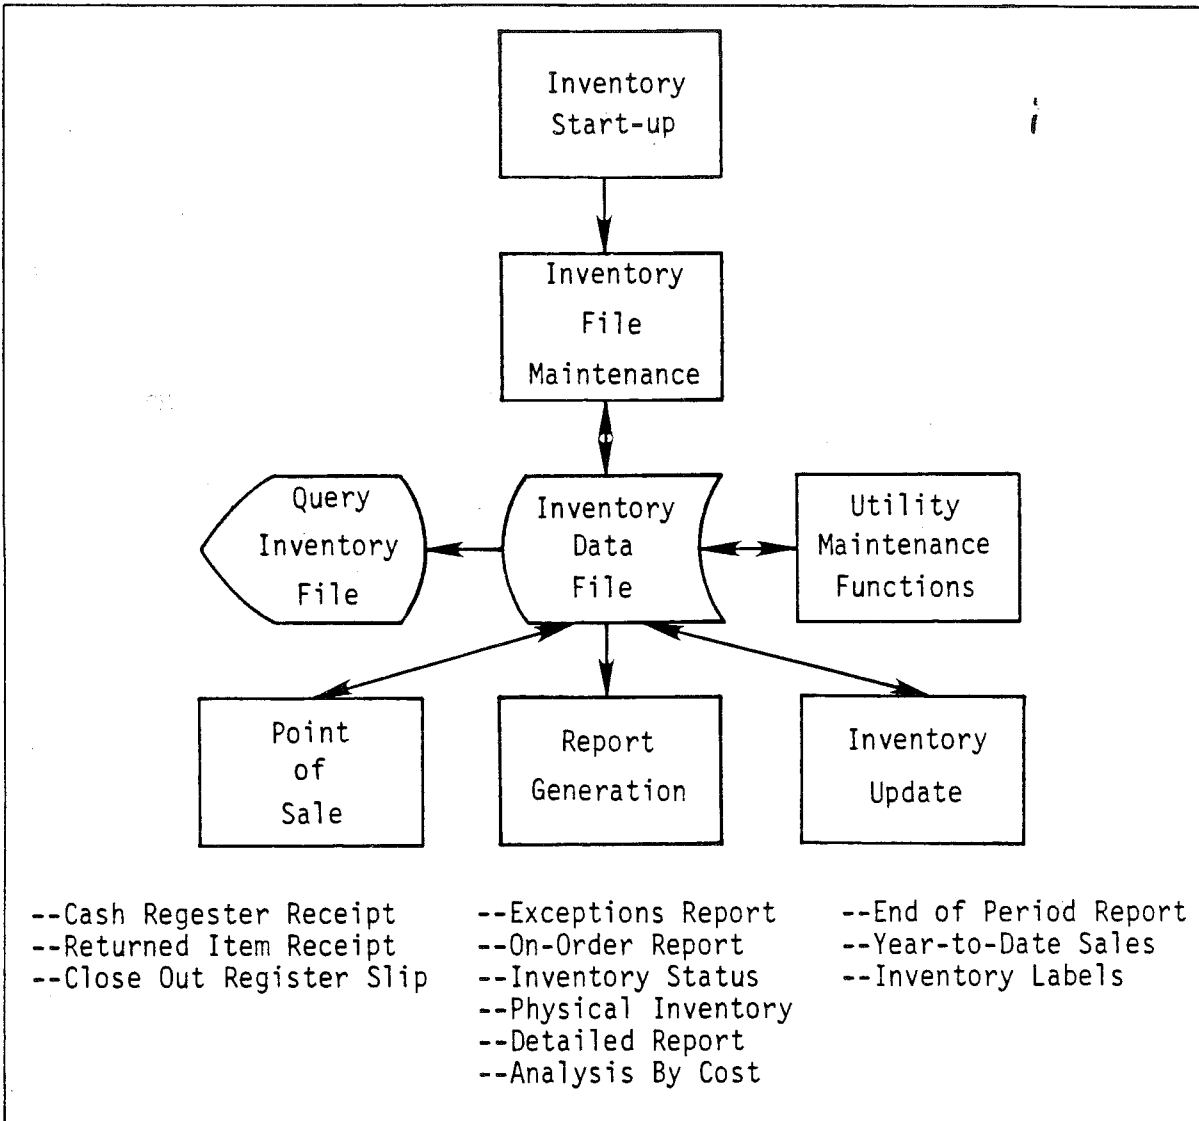 Inventory
Start-up
i
Inventory
File
Maintenance
Query
Inventory
File
Inventory
Data
File
Utility
Maintenance
Functions
Point
of
Sale
Report
Generation
Inventory
Update
--Cash Regester Receipt
--Returned Item Receipt
--Close Out Register Slip
--Exceptions Report
--On-Order Report
--Inventory Status
--Physical Inventory
--Detailed Report
--Analysis By Cost
--End of Period Report
--Year-to-Date Sales
--Inventory Labels